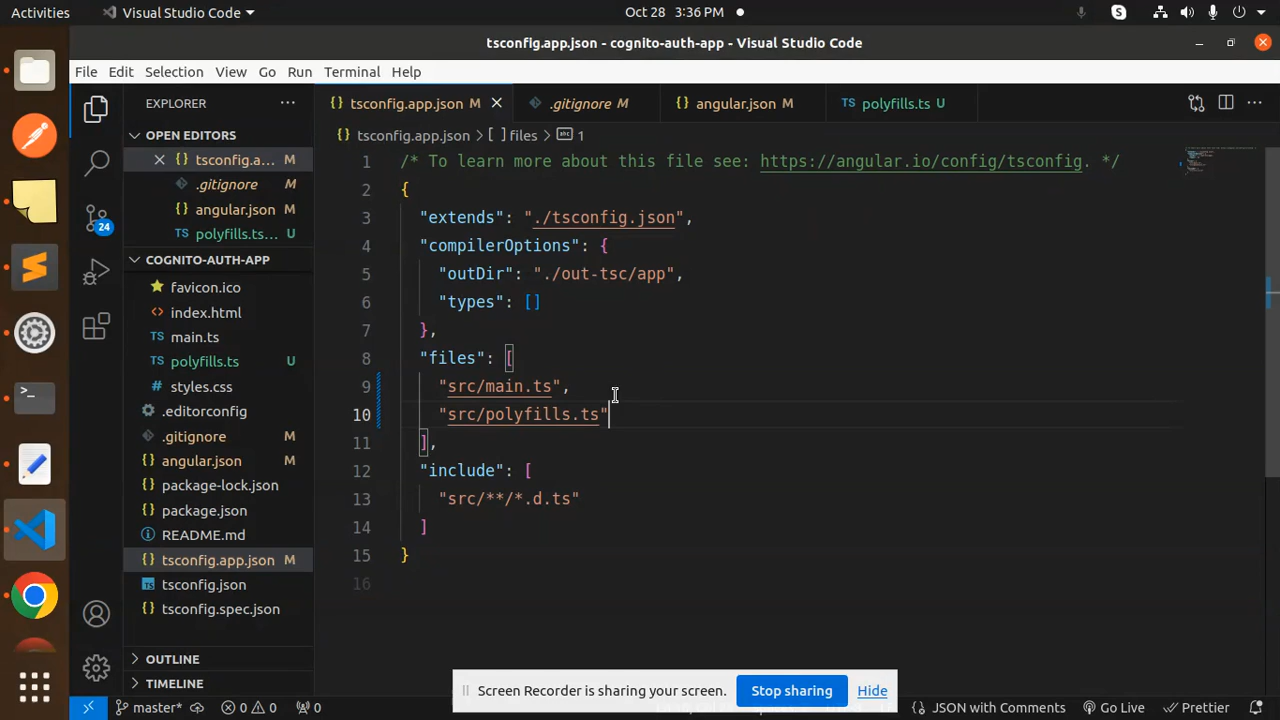 Activities
Visual Studio Code
Oct 28 3:36 PM
tsconfig.app.json - cognito-auth-app - Visual Studio Code
File Edit Selection View Go Run Terminal Help
EXPLORER
tsconfig.app.json M
.gitignore M
angular.json M
polyfills.ts U
OPEN EDITORS
tsconfig.a... M
.gitignore M
angular.json M
polyfills.ts... U
COGNITO-AUTH-APP
favicon.ico
index.html
main.ts
polyfills.ts U
styles.css
.editorconfig
.gitignore M
angular.json M
package-lock.json
package.json
README.md
tsconfig.app.json M
tsconfig.json
tsconfig.spec.json
OUTLINE
TIMELINE
24
tsconfig.app.json > [ ] files > abc 1
1 /* To learn more about this file see: https://angular.io/config/tsconfig. */
2 {
3 "extends": "./tsconfig.json",
4 "compilerOptions": {
5 "outDir": "./out-tsc/app",
6 "types": []
7 },
8 "files": [
9 "src/main.ts",
10 "src/polyfills.ts"
11 ],
12 "include": [
13 "src/**/*.d.ts"
14 ]
15 }
16
Screen Recorder is sharing your screen. Stop sharing Hide
master* 0 0 0
JSON with Comments Go Live Prettier